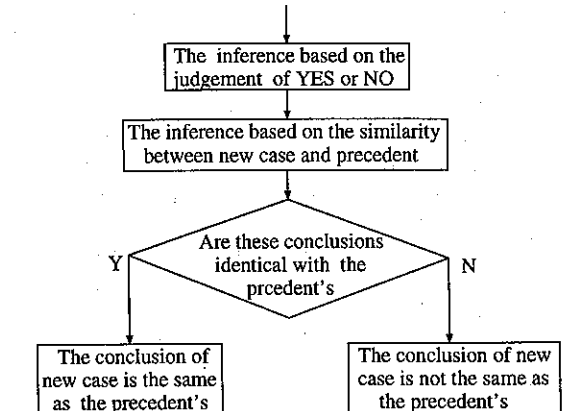 The inference based on the
judgement of YES or NO
The inference based on the similarity
between new case and precedent
Are these conclusions
identical with the
prcedent's
Y
N
The conclusion of
new case is the same
as the precedent's
The conclusion of new
case is not the same as
the precedent's